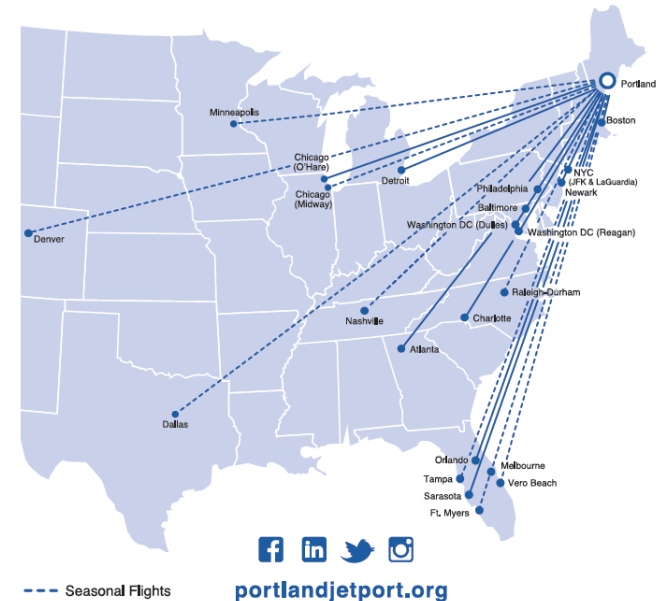 Portland
Boston
Minneapolis
Chicago
(O'Hare)
Chicago
(Midway)
Detroit
NYC
(JFK & LaGuardia)
Newark
Philadelphia
Baltimore
Washington DC (Dulles)
Washington DC (Reagan)
Denver
Raleigh-Durham
Nashville
Charlotte
Atlanta
Dallas
Orlando
Melbourne
Tampa
Vero Beach
Sarasota
Ft. Myers
f
in
--- Seasonal Flights
portlandjetport.org